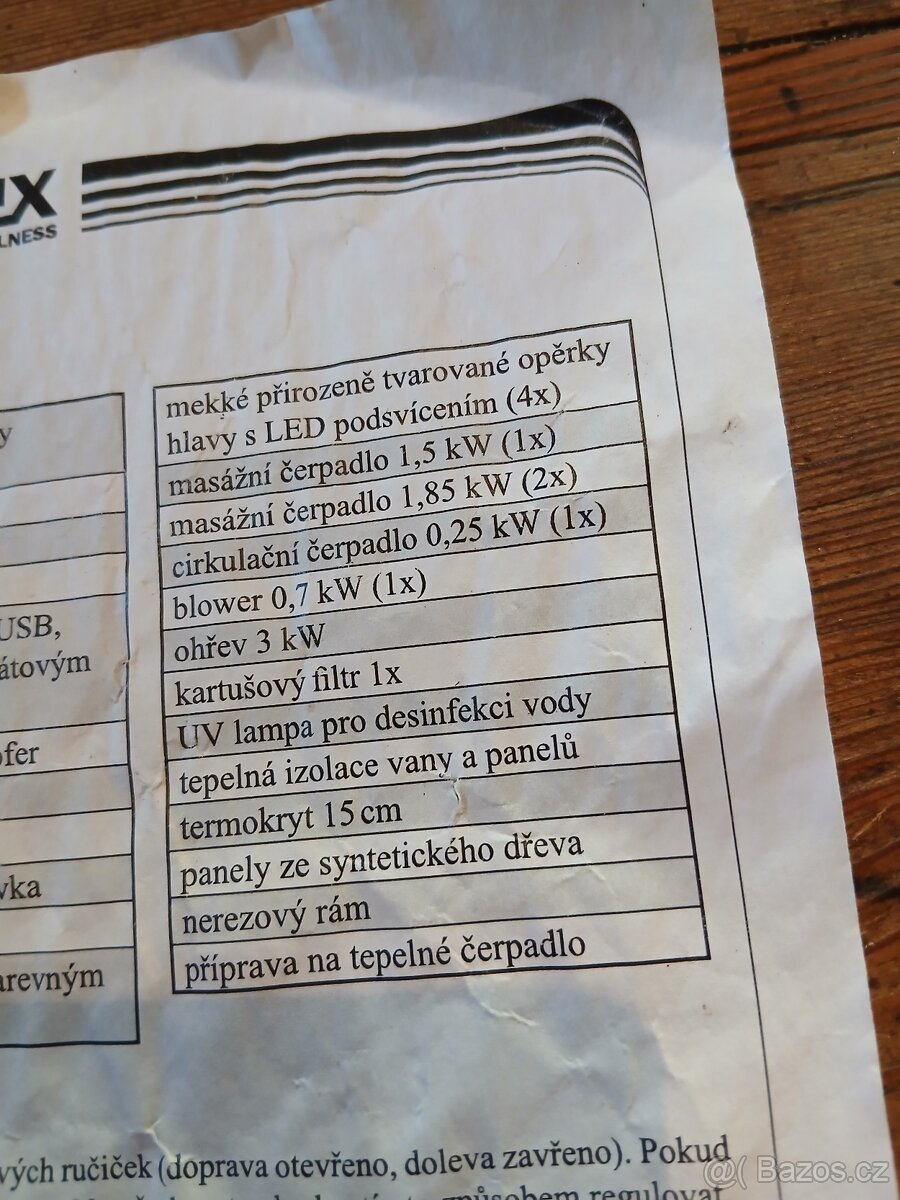 LNESS
mekké přirozeně tvarované opěrky
hlavy s LED podsvícením (4x)
masážní čerpadlo 1,5 kW (1x)
masážní čerpadlo 1,85 kW (2x)
cirkulační čerpadlo 0,25 kW (1x)
blower 0,7 kW (1x)
ohřev 3 kW
kartušový filtr 1x
UV lampa pro desinfekci vody
tepelná izolace vany a panelů
termokryt 15 cm
panely ze syntetického dřeva
nerezový rám
příprava na tepelné čerpadlo
y
USB,
átovým
ofer
vka
arevným
vých ručiček (doprava otevřeno, doleva zavřeno). Pokud
způsobem regulovat
Bazos.cz